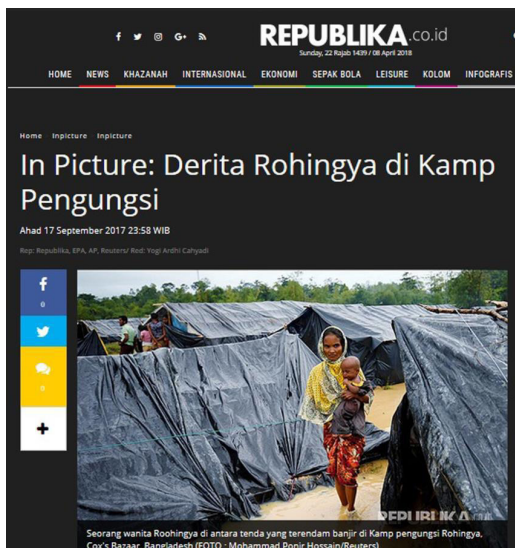 REPUBLIKA.co.id
Sunday, 22 Rajab 1439 / 08 April 2018
HOME NEWS KHAZANAH INTERNASIONAL EKONOMI SEPAK BOLA LEISURE KOLOM INFOGRAFIS
Home Inpicture Inpicture
In Picture: Derita Rohingya di Kamp
Pengungsi
Ahad 17 September 2017 23:58 WIB
Rep: Republika, EPA, AP, Reuters/ Red: Yogi Ardhi Cahyadi
0
0
REPUBLIKA
Seorang wanita Roohingya di antara tenda yang terendam banjir di Kamp pengungsi Rohingya,
Cox's Bazaar, Bangladesh (FOTO : Mohammad Ponir Hossain/Reuters)